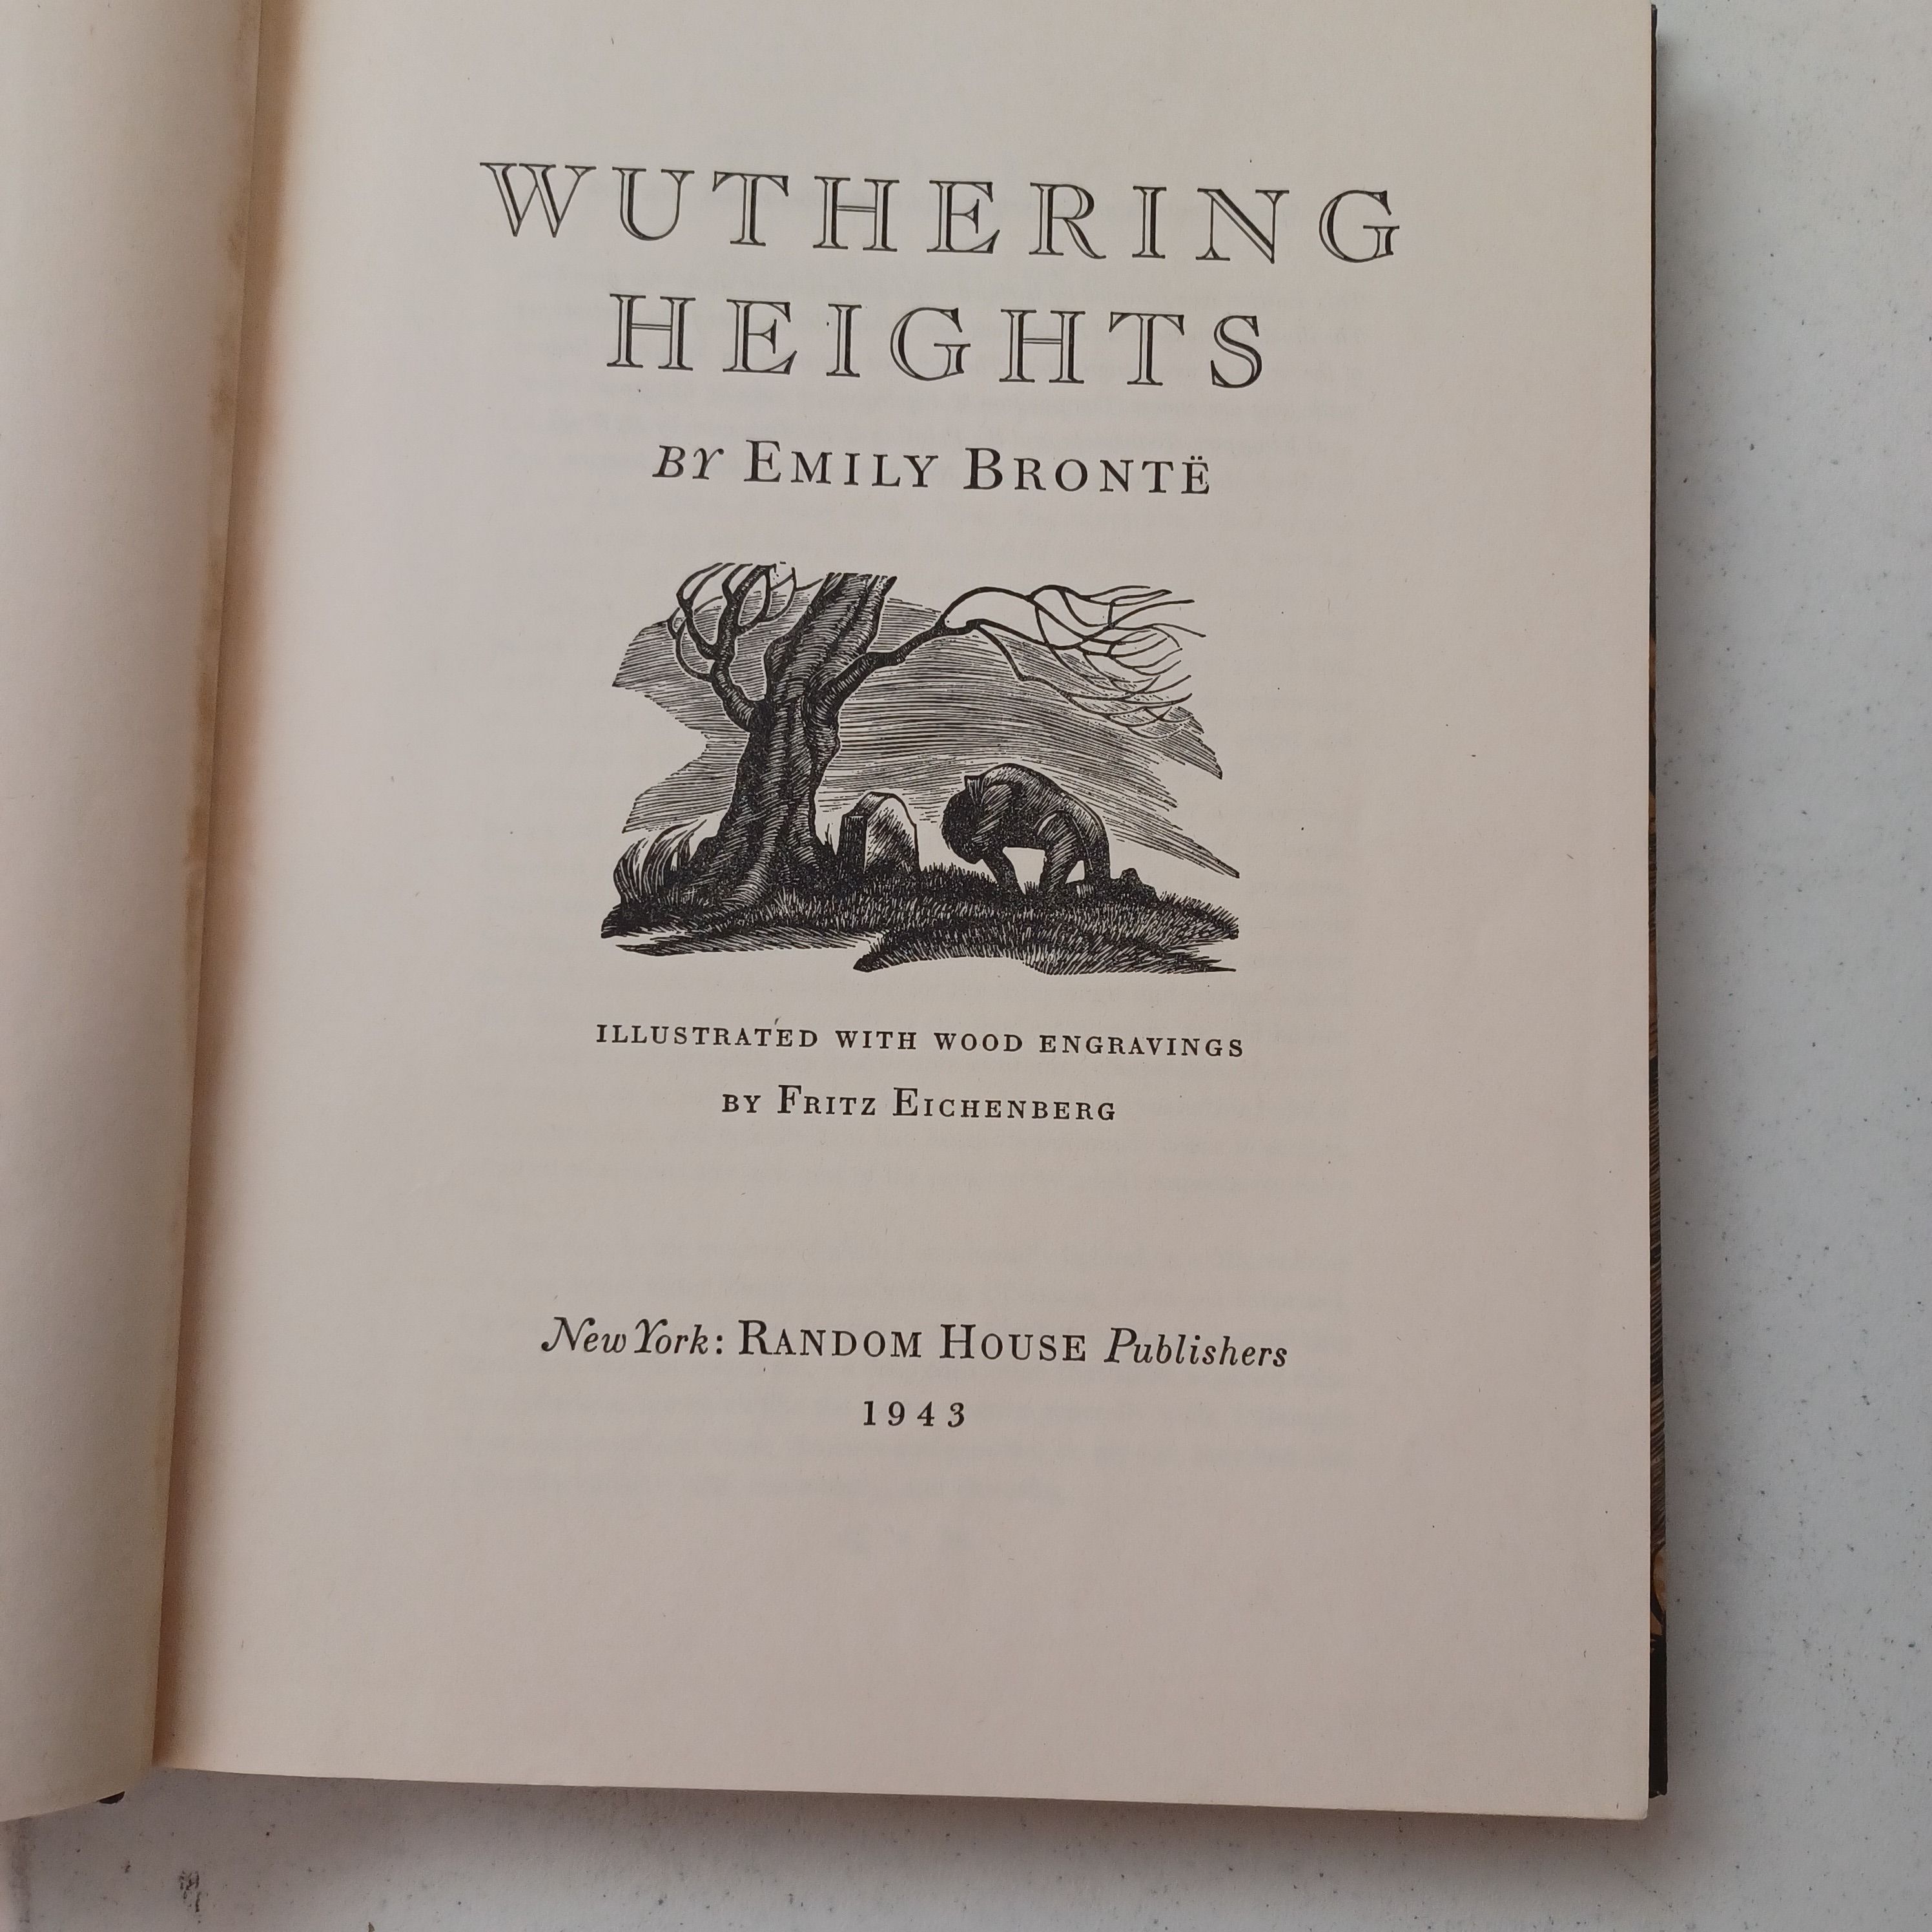 WUTHERING
HEIGHTS
BY EMILY BRONTË
ILLUSTRATED WITH WOOD ENGRAVINGS
BY FRITZ EICHENBERG
New York: RANDOM HOUSE Publishers
1943